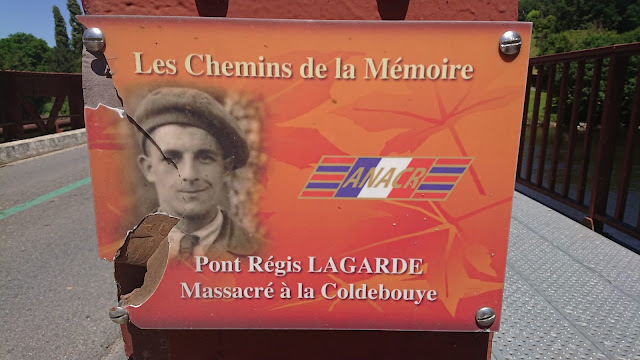 Les Chemins de la Mémoire
ANACR
Pont Régis LAGARDE
Massacré à la Coldebouye